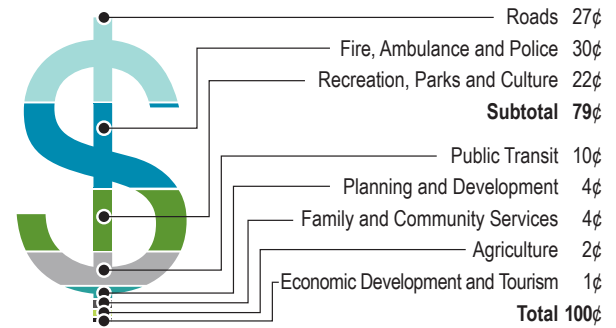 Roads 27¢
Fire, Ambulance and Police 30¢
Recreation, Parks and Culture 22¢
Subtotal 79¢
Public Transit 10¢
Planning and Development 4¢
Family and Community Services 4¢
Agriculture 2¢
Economic Development and Tourism 1¢
Total 100¢